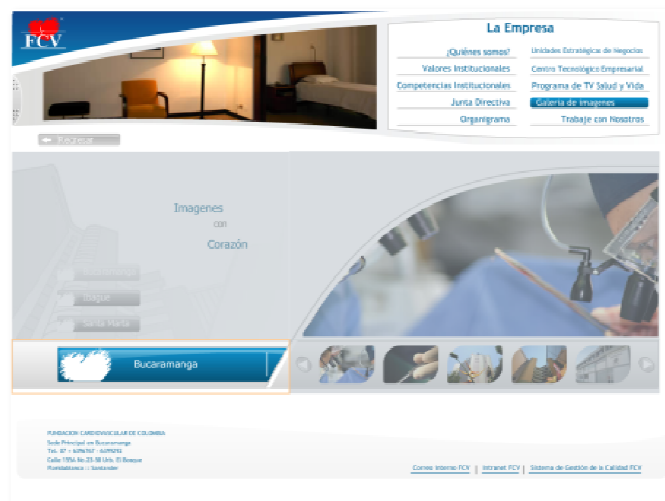 FCV
La Empresa
¿Quiénes somos?
Unidades Estratégicas de Negocios
Valores Institucionales
Centro Tecnológico Empresarial
Competencias Institucionales
Programa de TV Salud y Vida
Junta Directiva
Galería de imagenes
Organigrama
Trabaje con Nosotros
Regresar
Imagenes
con
Corazón
Ibague
Santa Marta
Bucaramanga
FUNDACION CARDIOVASCULAR DE COLOMBIA
Sede Principal en Bucaramanga
Floridablanca :: Santander
Correo Interno FCV | Intranet FCV | Sistema de Gestión de la Calidad FCV